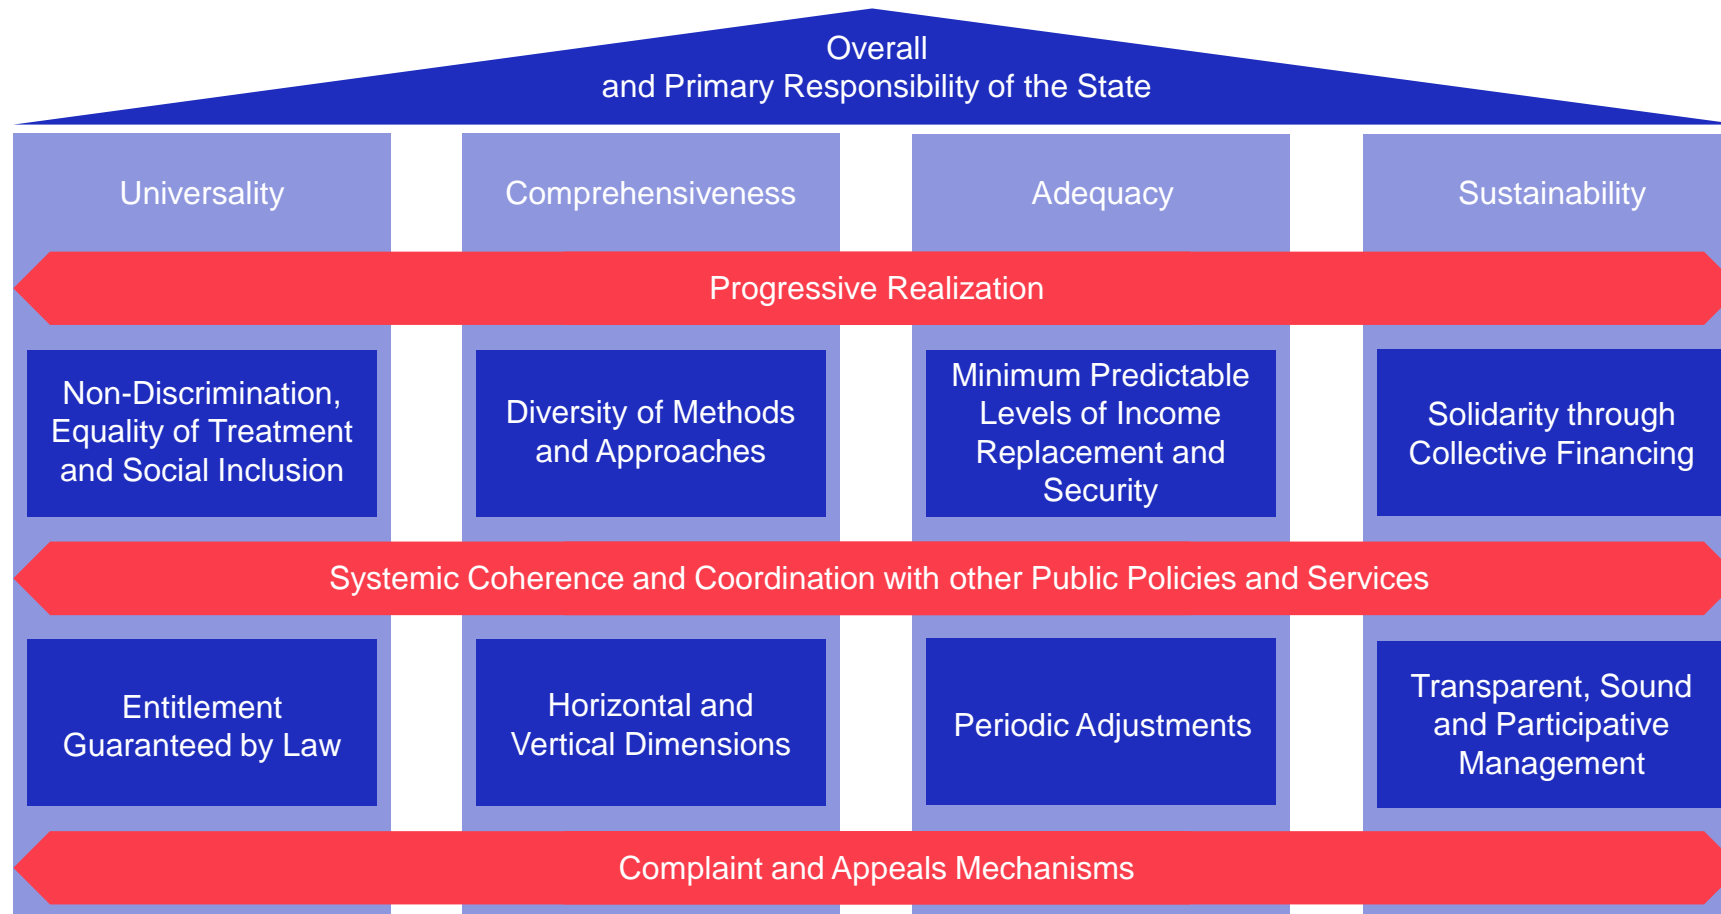 Overall
and Primary Responsibility of the State
Universality
Comprehensiveness
Adequacy
Sustainability
Progressive Realization
Non-Discrimination,
Equality of Treatment
and Social Inclusion
Diversity of Methods
and Approaches
Minimum Predictable
Levels of Income
Replacement and
Security
Solidarity through
Collective Financing
Systemic Coherence and Coordination with other Public Policies and Services
Entitlement
Guaranteed by Law
Horizontal and
Vertical Dimensions
Periodic Adjustments
Transparent, Sound
and Participative
Management
Complaint and Appeals Mechanisms